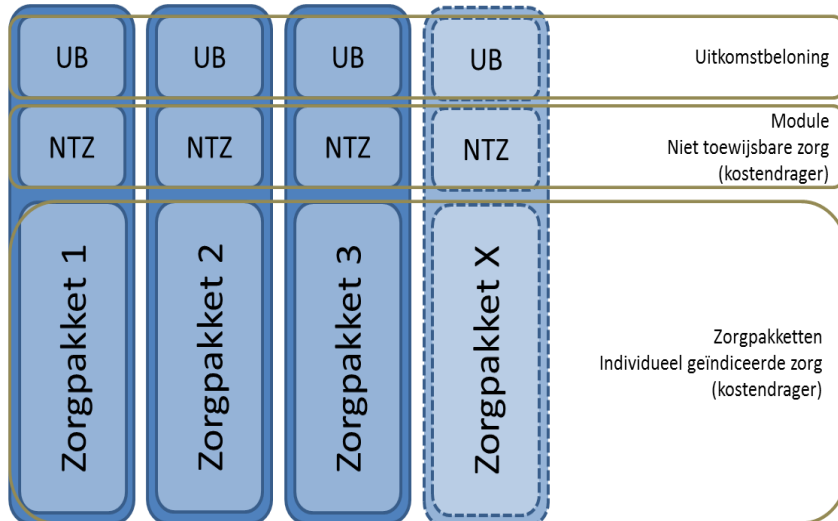 UB UB UB UB Uitkomstbeloning
NTZ NTZ NTZ NTZ
Module
Niet toewijsbare zorg
(kostendrager)
Zorgpakket 1
Zorgpakket 2
Zorgpakket 3
Zorgpakket X
Zorgpakketten
Individueel geïndiceerde zorg
(kostendrager)